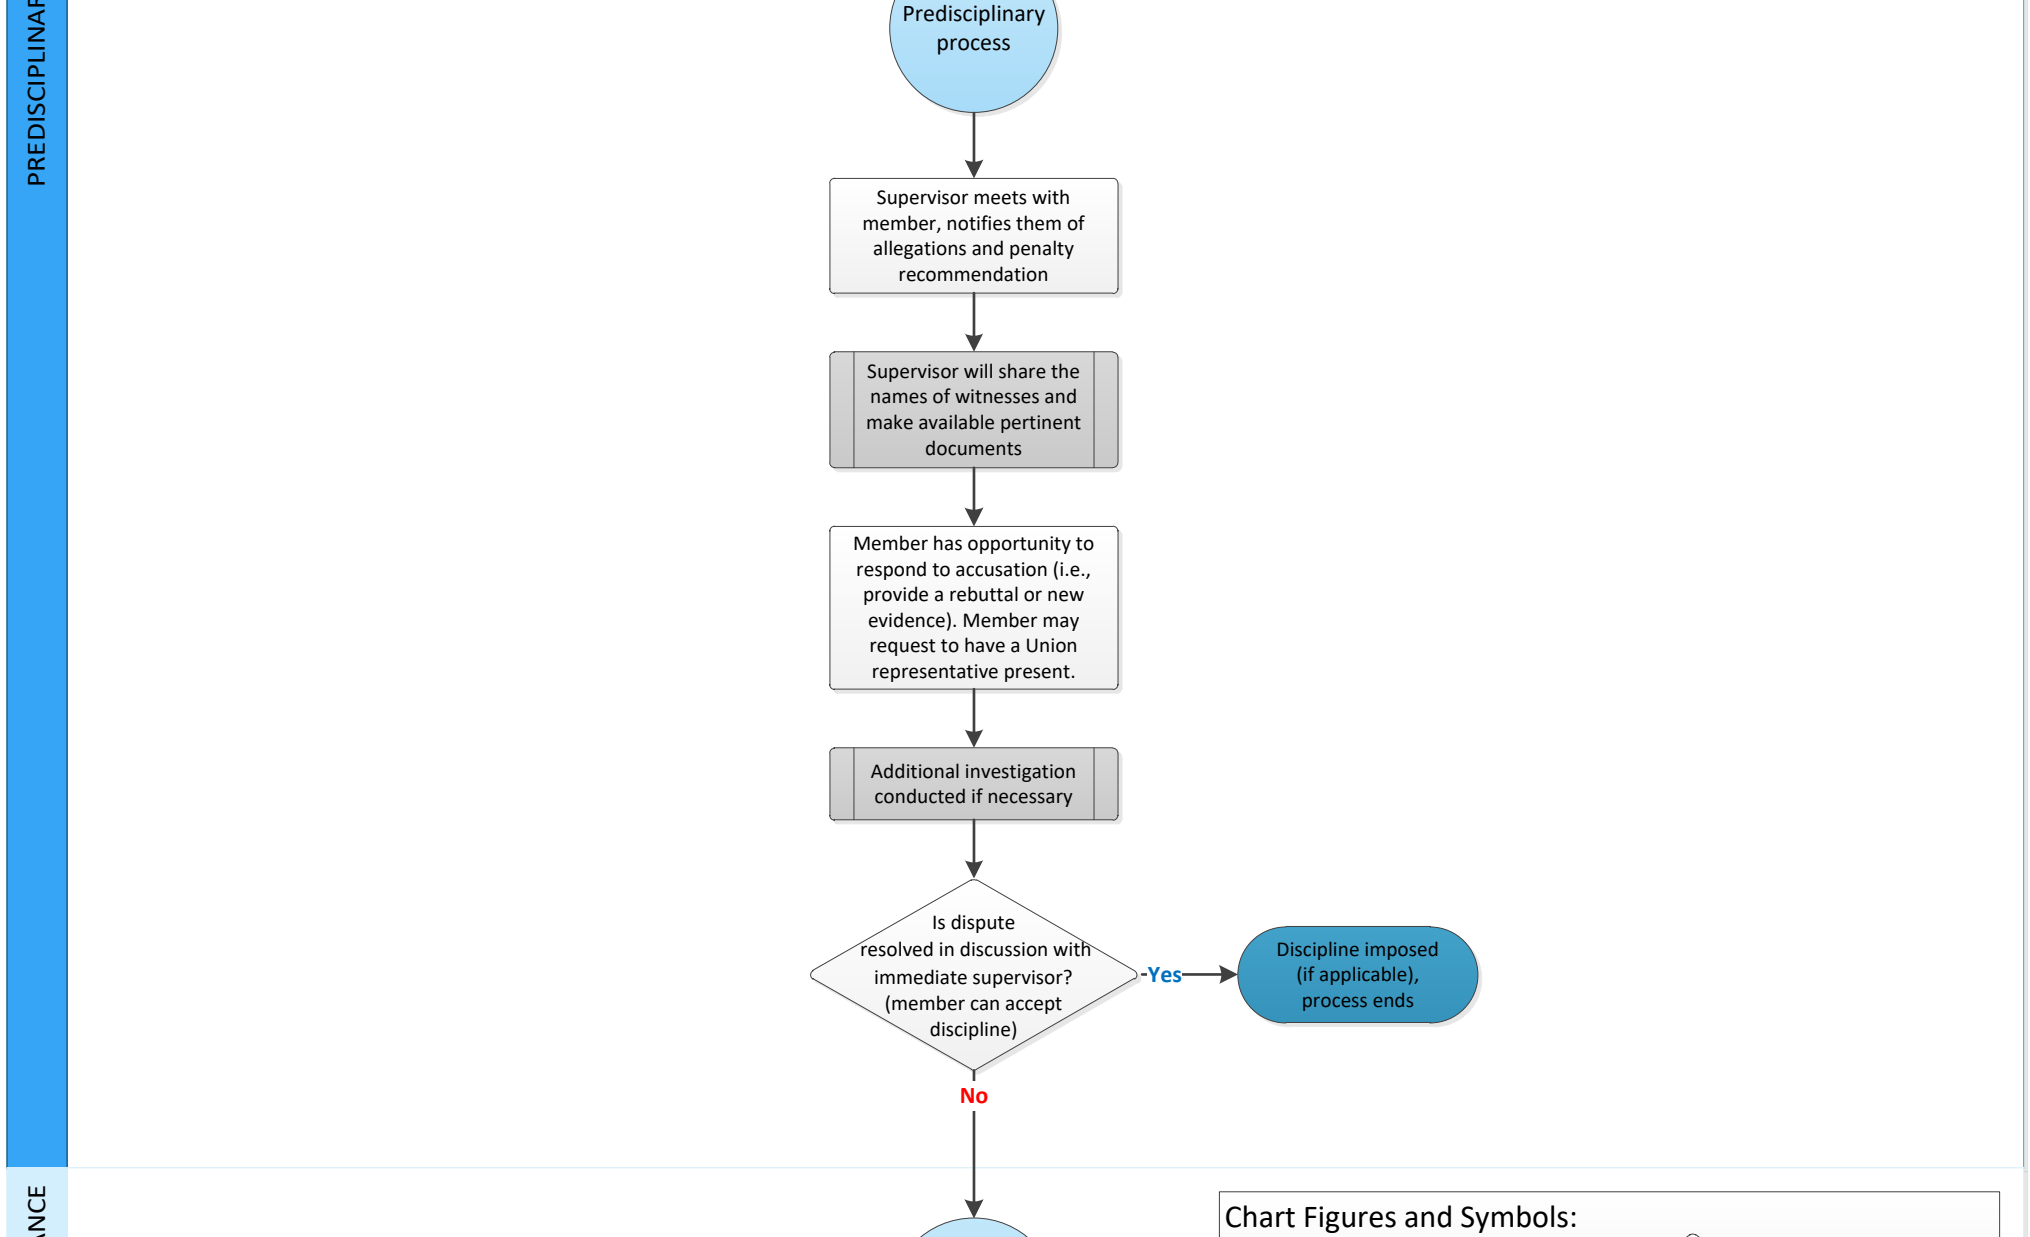 Predisciplinary
process
Supervisor meets with
member, notifies them of
allegations and penalty
recommendation
Supervisor will share the
names of witnesses and
make available pertinent
documents
Member has opportunity to
respond to accusation (i.e.,
provide a rebuttal or new
evidence). Member may
request to have a Union
representative present.
Additional investigation
conducted if necessary
Is dispute
resolved in discussion with
immediate supervisor?
(member can accept
discipline)
Yes
Discipline imposed
(if applicable),
process ends
No
Chart Figures and Symbols: